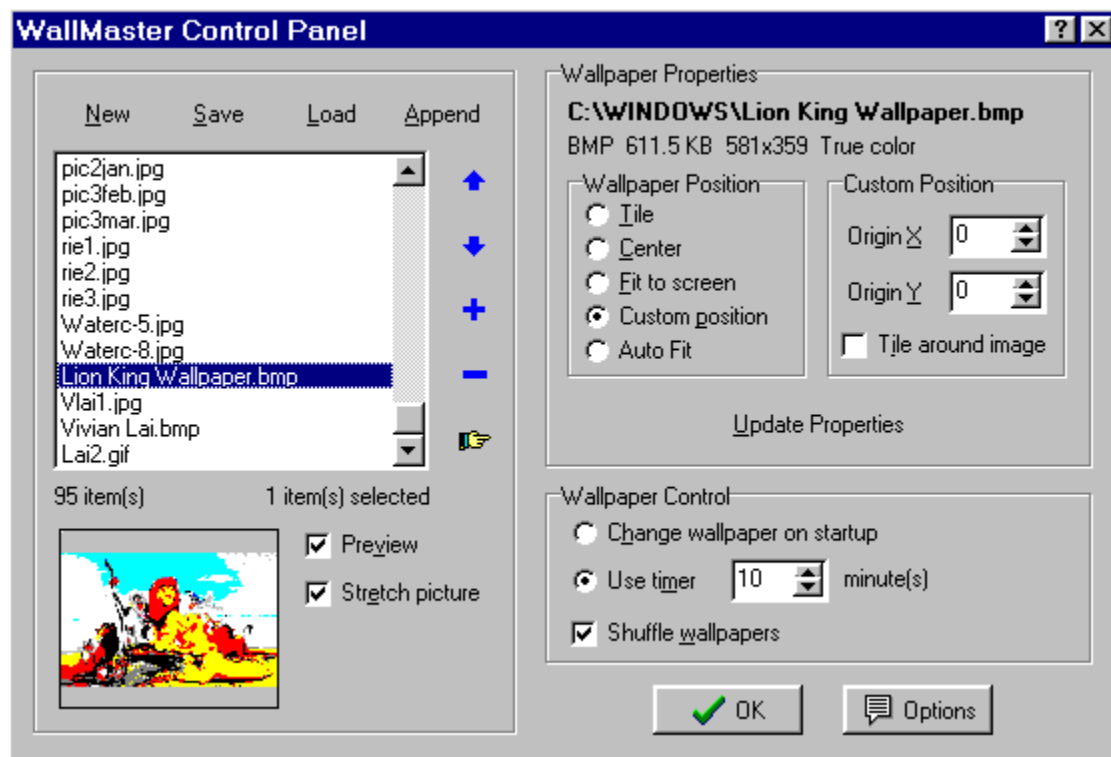 WallMaster Control Panel
New Save Load Append
pic2jan.jpg
pic3feb.jpg
pic3mar.jpg
rie1.jpg
rie2.jpg
rie3.jpg
Waterc-5.jpg
Waterc-8.jpg
Lion King Wallpaper.bmp
Vlai1.jpg
Vivian Lai.bmp
Lai2.gif
95 item(s) 1 item(s) selected
Preview
Stretch picture
Wallpaper Properties
C:\WINDOWS\Lion King Wallpaper.bmp
BMP 611.5 KB 581x359 True color
Wallpaper Position
Tile
Center
Fit to screen
Custom position
Auto Fit
Custom Position
Origin X 0
Origin Y 0
Tile around image
Update Properties
Wallpaper Control
Change wallpaper on startup
Use timer 10 minute(s)
Shuffle wallpapers
OK Options